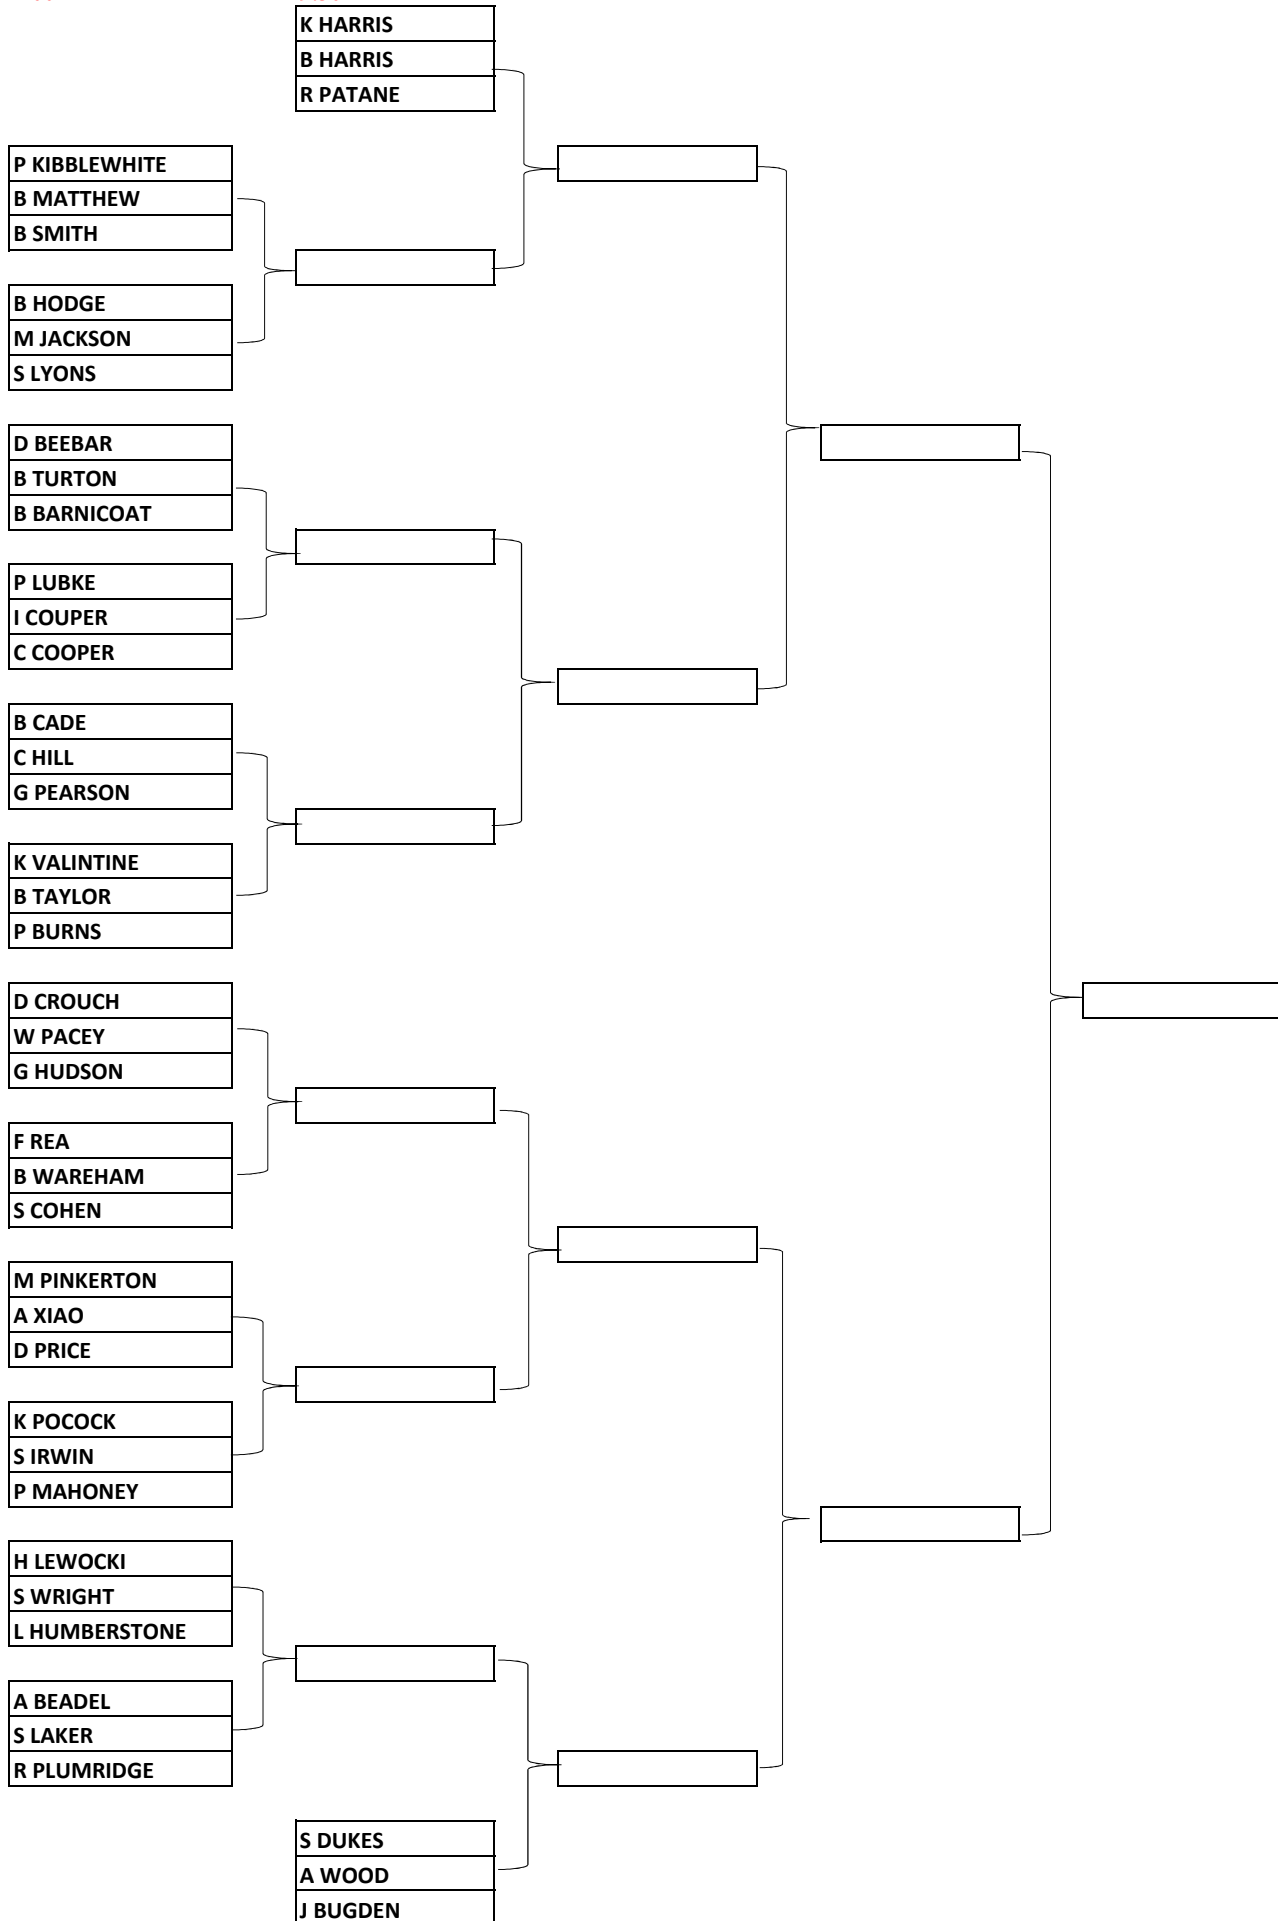 K HARRIS
B HARRIS
R PATANE
P KIBBLEWHITE
B MATTHEW
B SMITH
B HODGE
M JACKSON
S LYONS
D BEEBAR
B TURTON
B BARNICOAT
P LUBKE
I COUPER
C COOPER
B CADE
C HILL
G PEARSON
K VALINTINE
B TAYLOR
P BURNS
D CROUCH
W PACEY
G HUDSON
F REA
B WAREHAM
S COHEN
M PINKERTON
A XIAO
D PRICE
K POCOCK
S IRWIN
P MAHONEY
H LEWOCKI
S WRIGHT
L HUMBERSTONE
A BEADEL
S LAKER
R PLUMRIDGE
S DUKES
A WOOD
J BUGDEN